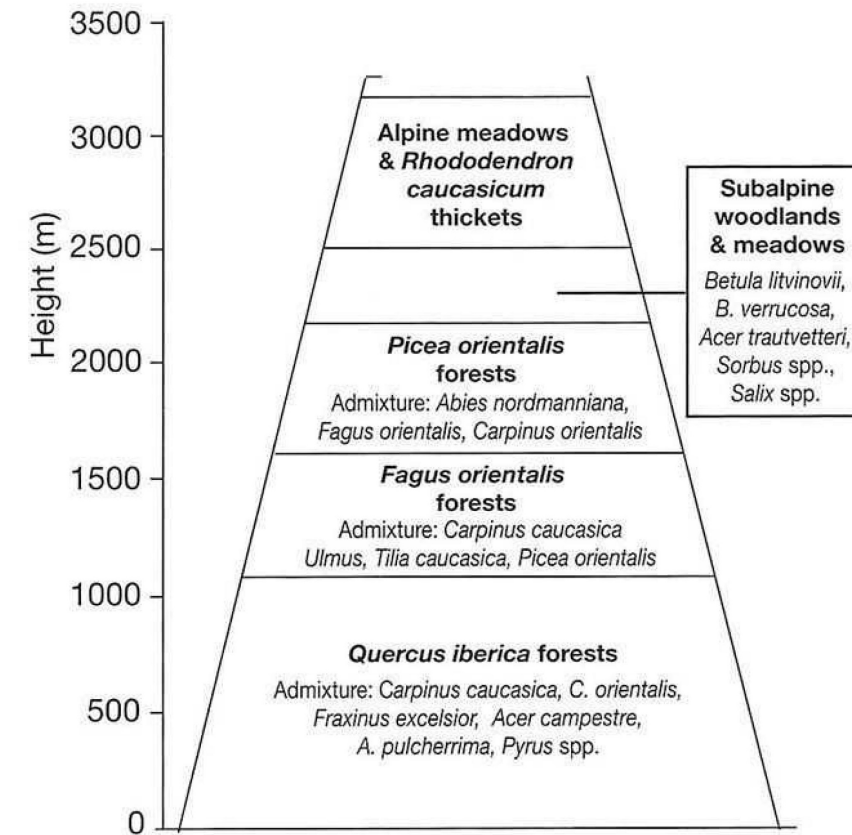 3500
3000
2500
2000
1500
1000
500
0
Height (m)
Alpine meadows
& Rhododendron
caucasicum
thickets
Subalpine
woodlands
& meadows
Betula litvinovii,
B. verrucosa,
Acer trautvetteri,
Sorbus spp.,
Salix spp.
Picea orientalis
forests
Admixture: Abies nordmanniana,
Fagus orientalis, Carpinus orientalis
Fagus orientalis
forests
Admixture: Carpinus caucasica
Ulmus, Tilia caucasica, Picea orientalis
Quercus iberica forests
Admixture: Carpinus caucasica, C. orientalis,
Fraxinus excelsior, Acer campestre,
A. pulcherrima, Pyrus spp.